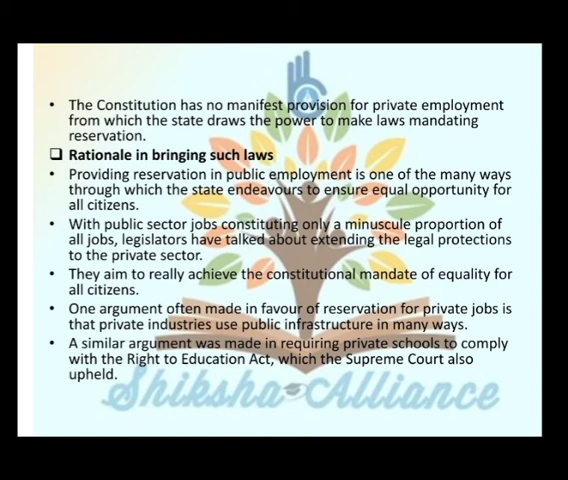 • The Constitution has no manifest provision for private employment
from which the state draws the power to make laws mandating
reservation.
❑ Rationale in bringing such laws
• Providing reservation in public employment is one of the many ways
through which the state endeavours to ensure equal opportunity for
all citizens.
• With public sector jobs constituting only a minuscule proportion of
all jobs, legislators have talked about extending the legal protections
to the private sector.
• They aim to really achieve the constitutional mandate of equality for
all citizens.
• One argument often made in favour of reservation for private jobs is
that private industries use public infrastructure in many ways.
• A similar argument was made in requiring private schools to comply
with the Right to Education Act, which the Supreme Court also
upheld.
Shiksha Alliance